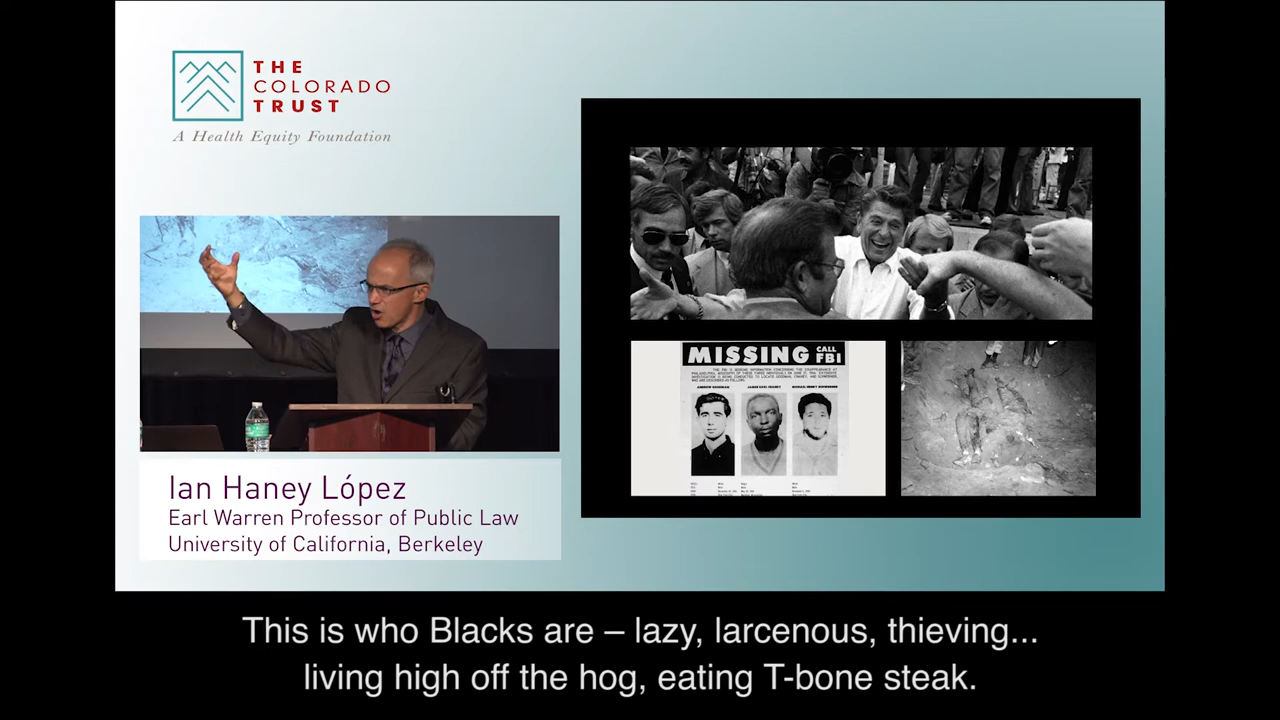 THE
COLORADO
TRUST
A Health Equity Foundation
MISSING CALL FBI
Ian Haney López
Earl Warren Professor of Public Law
University of California, Berkeley
This is who Blacks are – lazy, larcenous, thieving...
living high off the hog, eating T-bone steak.